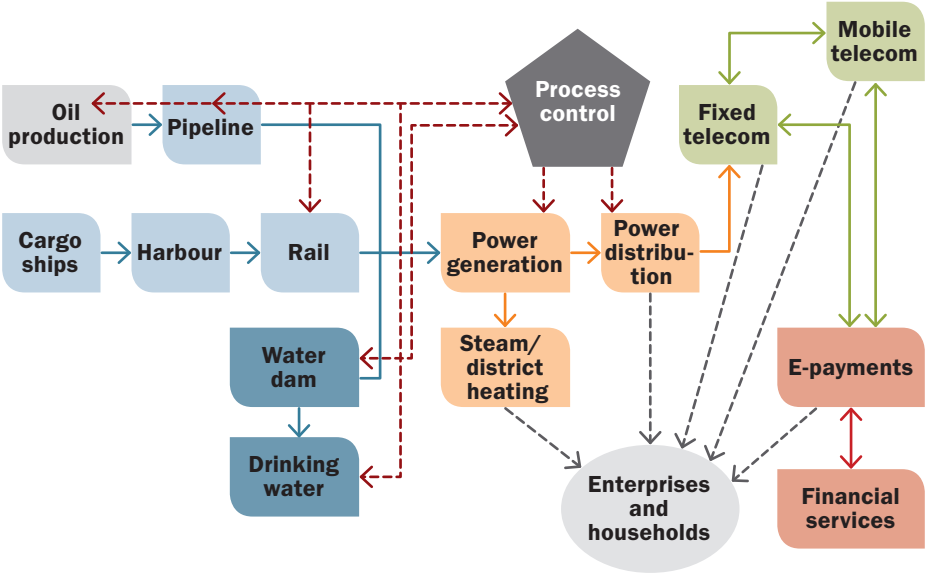 Mobile
telecom
Process
control
Fixed
telecom
Oil
production
Pipeline
Cargo
ships
Harbour
Rail
Power
generation
Power
distribu-
tion
Water
dam
Steam/
district
heating
E-payments
Drinking
water
Enterprises
and
households
Financial
services